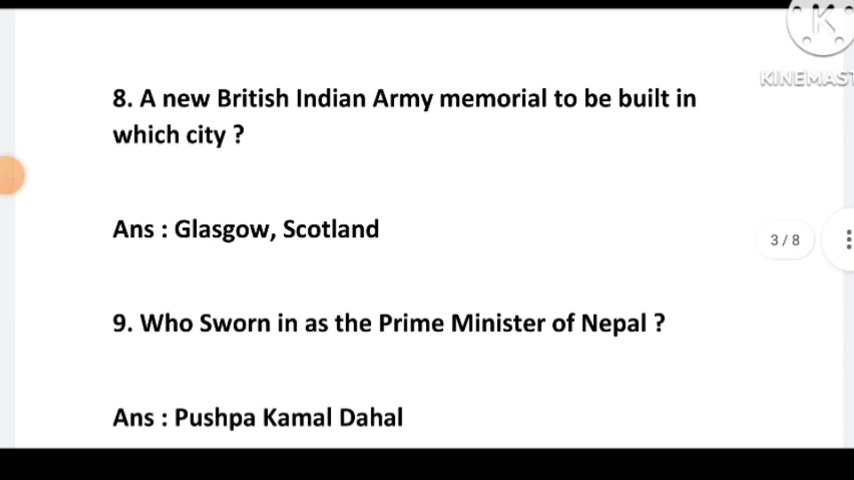 KINEMAST
8. A new British Indian Army memorial to be built in
which city ?
Ans : Glasgow, Scotland
3 / 8
9. Who Sworn in as the Prime Minister of Nepal ?
Ans : Pushpa Kamal Dahal